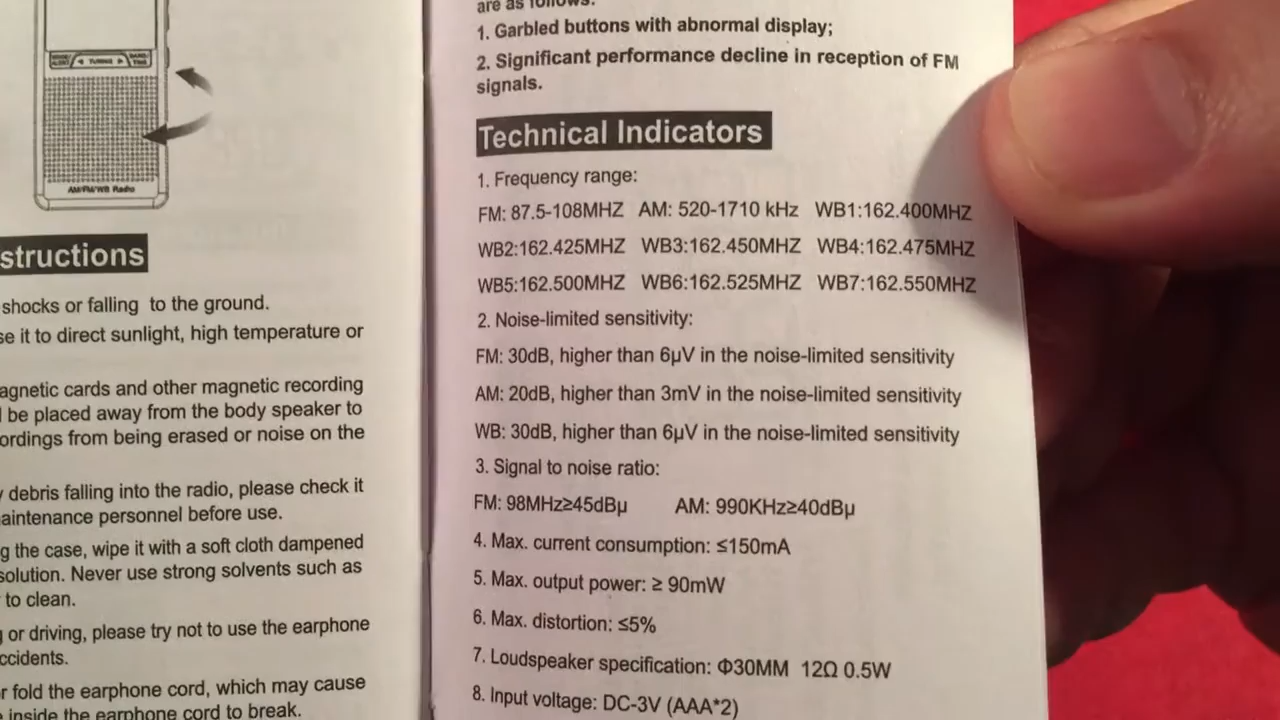 TUNING
AM/FM/WB Radio
structions
shocks or falling to the ground.
se it to direct sunlight, high temperature or
agnetic cards and other magnetic recording
be placed away from the body speaker to
ordings from being erased or noise on the
y debris falling into the radio, please check it
aintenance personnel before use.
g the case, wipe it with a soft cloth dampened
solution. Never use strong solvents such as
to clean.
g or driving, please try not to use the earphone
ccidents.
r fold the earphone cord, which may cause
inside the earphone cord to break.
are as follows:
1. Garbled buttons with abnormal display;
2. Significant performance decline in reception of FM
signals.
Technical Indicators
1. Frequency range:
FM: 87.5-108MHZ AM: 520-1710 kHz WB1:162.400MHZ
WB2:162.425MHZ WB3:162.450MHZ WB4:162.475MHZ
WB5:162.500MHZ WB6:162.525MHZ WB7:162.550MHZ
2. Noise-limited sensitivity:
FM: 30dB, higher than 6μV in the noise-limited sensitivity
AM: 20dB, higher than 3mV in the noise-limited sensitivity
WB: 30dB, higher than 6μV in the noise-limited sensitivity
3. Signal to noise ratio:
FM: 98MHz≥45dBμ AM: 990KHz≥40dBμ
4. Max. current consumption: ≤150mA
5. Max. output power: ≥ 90mW
6. Max. distortion: ≤5%
7. Loudspeaker specification: Φ30MM 12Ω 0.5W
8. Input voltage: DC-3V (AAA*2)